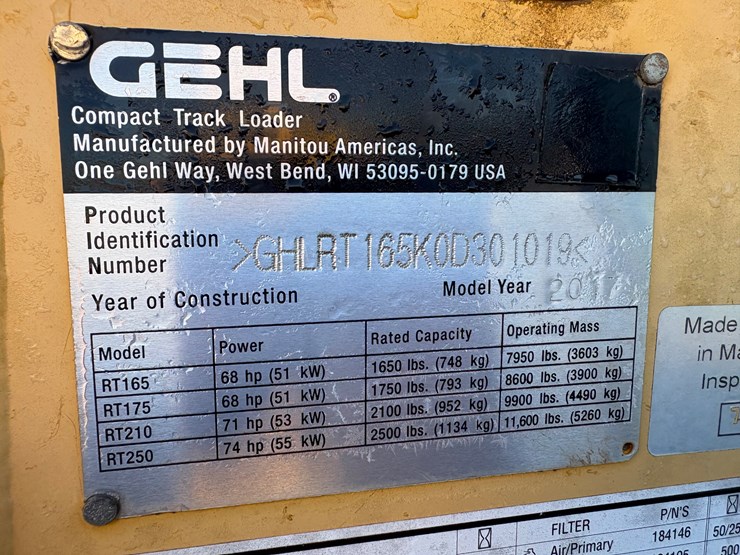 GEHL®
Compact Track Loader
Manufactured by Manitou Americas, Inc.
One Gehl Way, West Bend, WI 53095-0179 USA
Product
Identification
Number
>GHLRT165K0D301019<
Year of Construction Model Year 2017
Model Power Rated Capacity Operating Mass
RT165 68 hp (51 kW) 1650 lbs. (748 kg) 7950 lbs. (3603 kg)
RT175 68 hp (51 kW) 1750 lbs. (793 kg) 8600 lbs. (3900 kg)
RT210 71 hp (53 kW) 2100 lbs. (952 kg) 9900 lbs. (4490 kg)
RT250 74 hp (55 kW) 2500 lbs. (1134 kg) 11,600 lbs. (5260 kg)
Made
in Ma
Insp
FILTER P/N'S 50/25
Air/Primary 184146 500